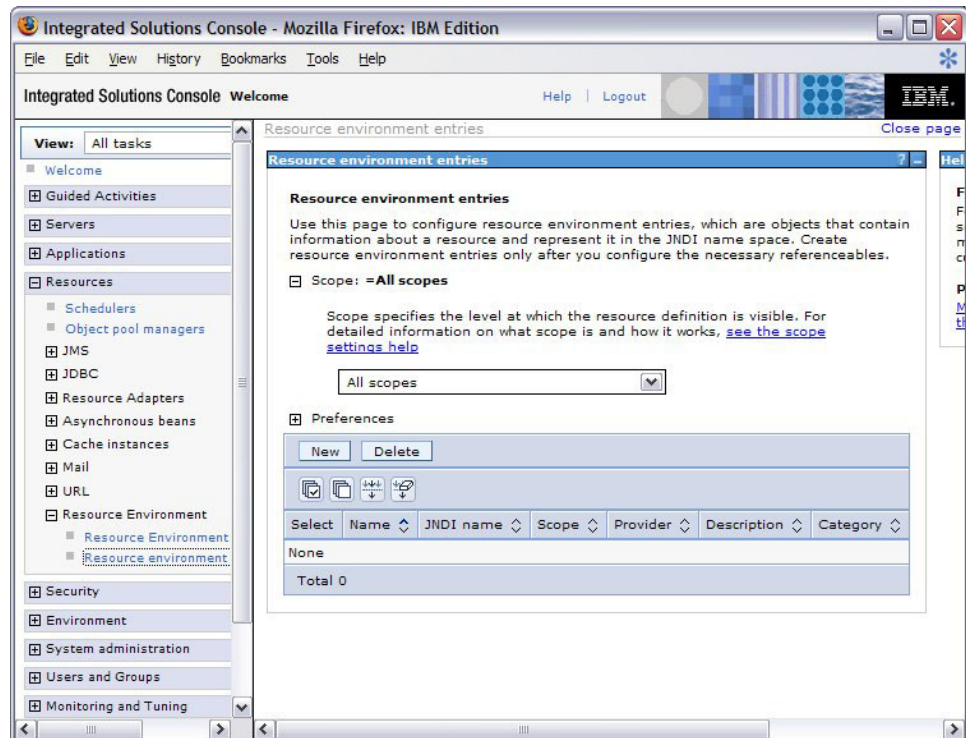 Integrated Solutions Console - Mozilla Firefox: IBM Edition
File Edit View History Bookmarks Tools Help
Integrated Solutions Console Welcome
Help | Logout
IBM.
View: All tasks
Welcome
Guided Activities
Servers
Applications
Resources
Schedulers
Object pool managers
JMS
JDBC
Resource Adapters
Asynchronous beans
Cache instances
Mail
URL
Resource Environment
Resource Environment
Resource environment
Security
Environment
System administration
Users and Groups
Monitoring and Tuning
Resource environment entries
Close page
Resource environment entries
? -
Resource environment entries
Use this page to configure resource environment entries, which are objects that contain
information about a resource and represent it in the JNDI name space. Create
resource environment entries only after you configure the necessary referenceables.
Scope: =All scopes
Scope specifies the level at which the resource definition is visible. For
detailed information on what scope is and how it works, see the scope
settings help
All scopes
Preferences
New Delete
Select Name JNDI name Scope Provider Description Category
None
Total 0
Hel